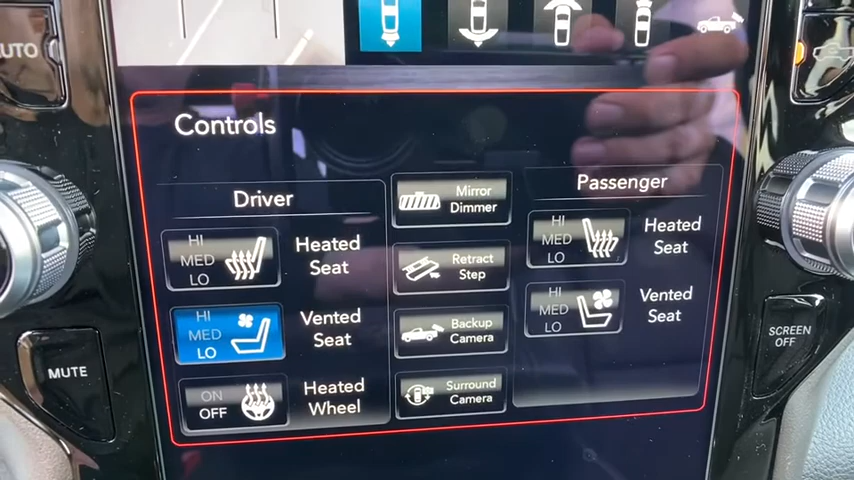 AUTO
Controls
Driver
HI
MED
LO
Heated
Seat
HI
MED
LO
Vented
Seat
ON
OFF
Heated
Wheel
Mirror
Dimmer
Retract
Step
Backup
Camera
Surround
Camera
Passenger
HI
MED
LO
Heated
Seat
HI
MED
LO
Vented
Seat
MUTE
SCREEN
OFF